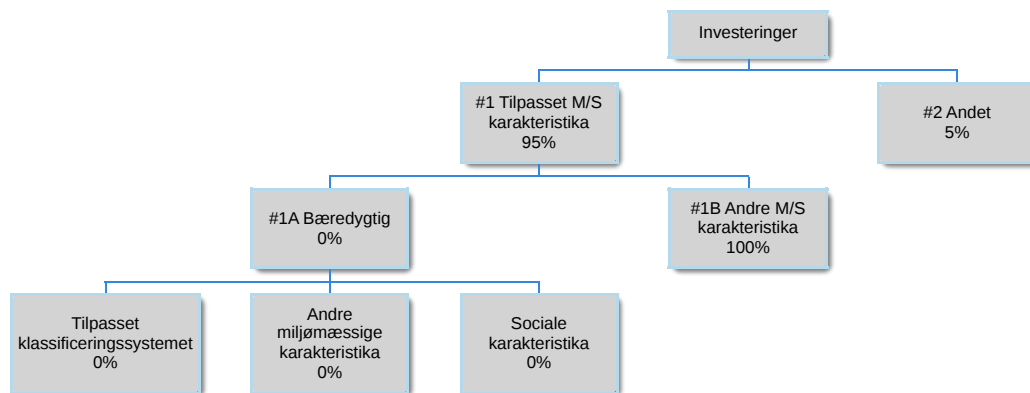 Investeringer
#1 Tilpasset M/S
karakteristika
95%
#2 Andet
5%
#1A Bæredygtig
0%
#1B Andre M/S
karakteristika
100%
Tilpasset
klassificeringssystemet
0%
Andre
miljømæssige
karakteristika
0%
Sociale
karakteristika
0%